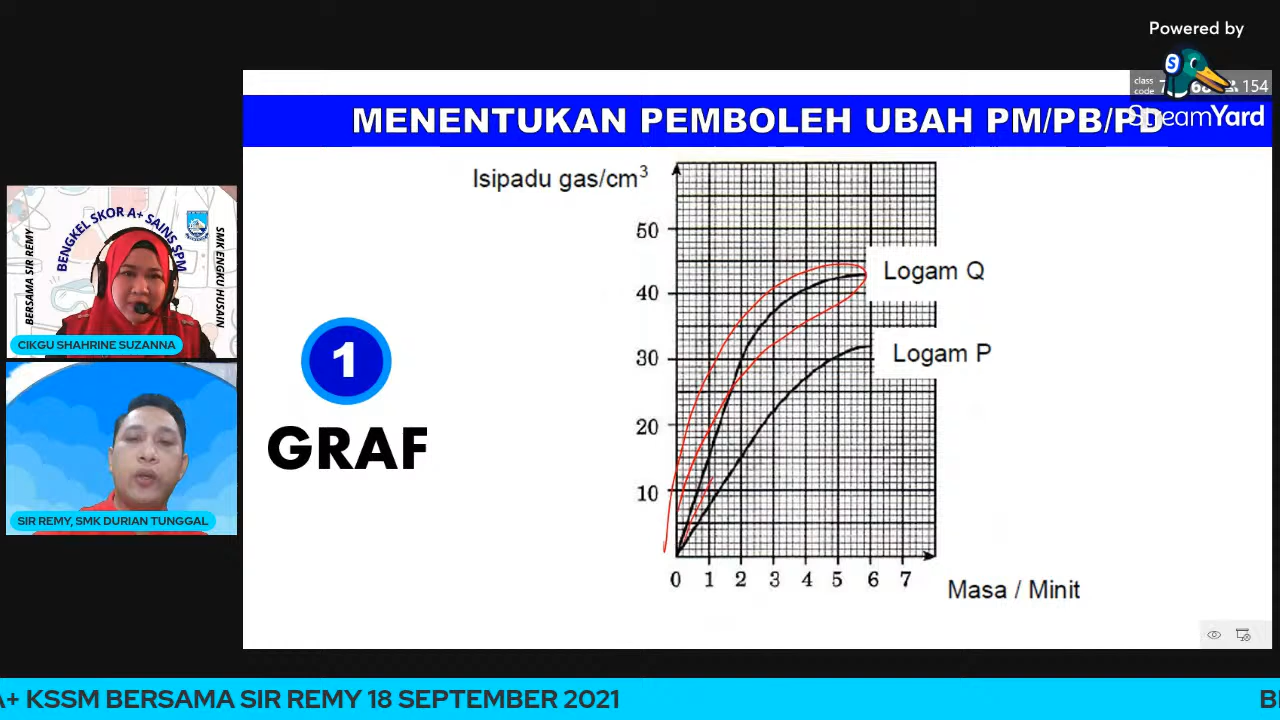 Powered by
StreamYard
class
code
154
MENENTUKAN PEMBOLEH UBAH PM/PB/PD
Isipadu gas/cm³
50
40
30
20
10
0 1 2 3 4 5 6 7
Masa / Minit
Logam Q
Logam P
1
GRAF
BERSAMA SIR REMY
BENGKEL SKOR A+ SAINS SPM
SMK ENGKU HUSAIN
CIKGU SHAHRINE SUZANNA
SIR REMY, SMK DURIAN TUNGGAL
A+ KSSM BERSAMA SIR REMY 18 SEPTEMBER 2021